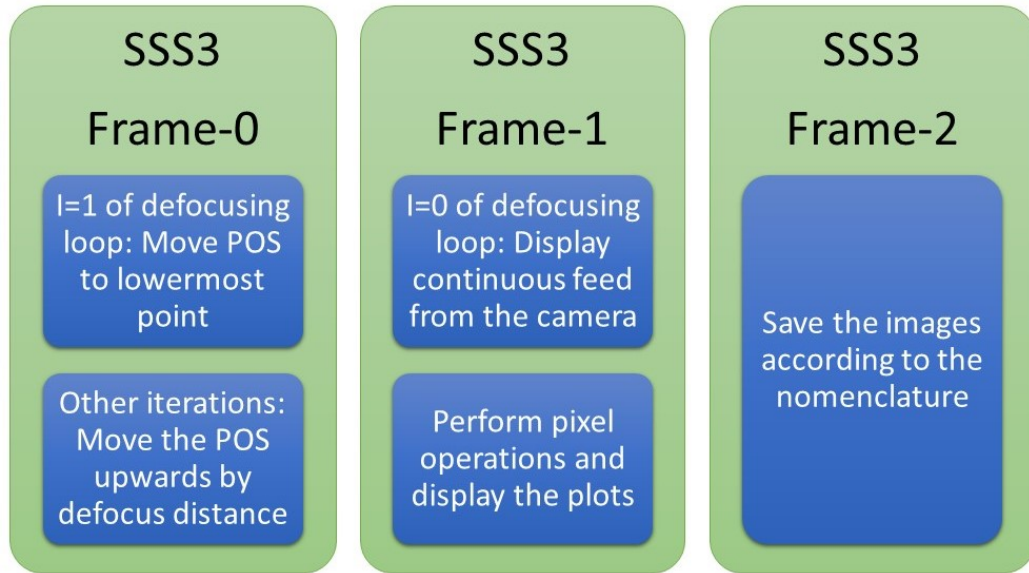 SSS3
Frame-0
I=1 of defocusing
loop: Move POS
to lowermost
point
Other iterations:
Move the POS
upwards by
defocus distance
SSS3
Frame-1
I=0 of defocusing
loop: Display
continuous feed
from the camera
Perform pixel
operations and
display the plots
SSS3
Frame-2
Save the images
according to the
nomenclature